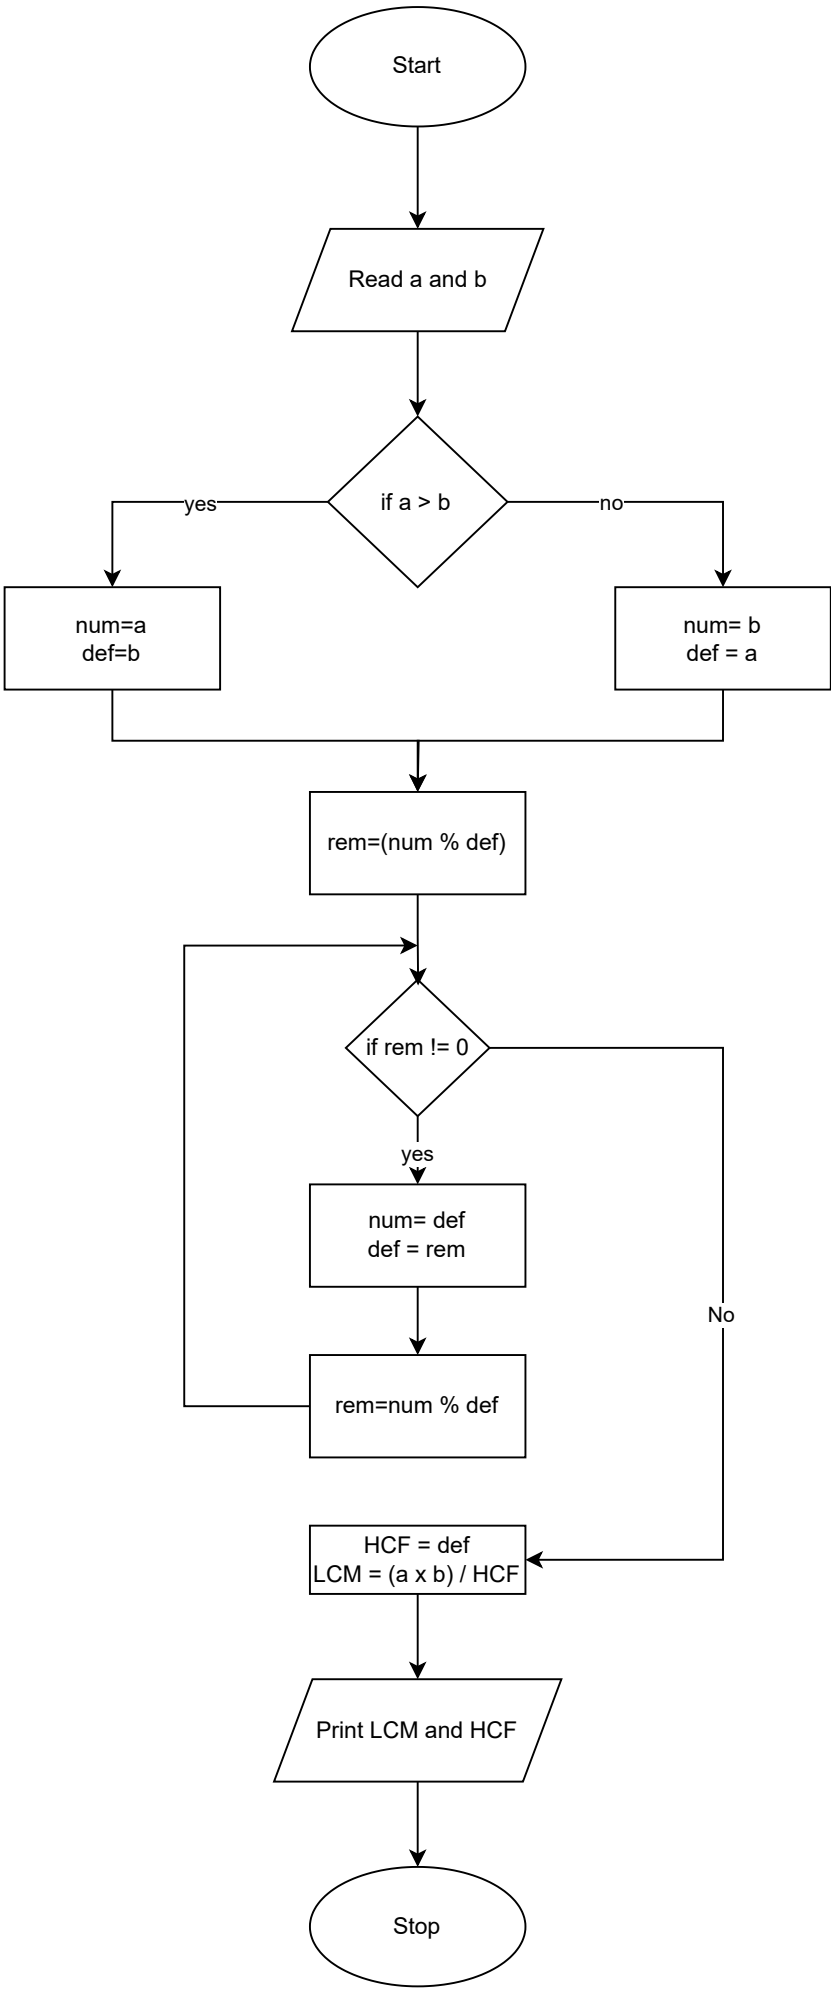 Start
Read a and b
if a > b
yes
no
num=a
def=b
num= b
def = a
rem=(num % def)
if rem != 0
yes
num= def
def = rem
No
rem=num % def
HCF = def
LCM = (a x b) / HCF
Print LCM and HCF
Stop